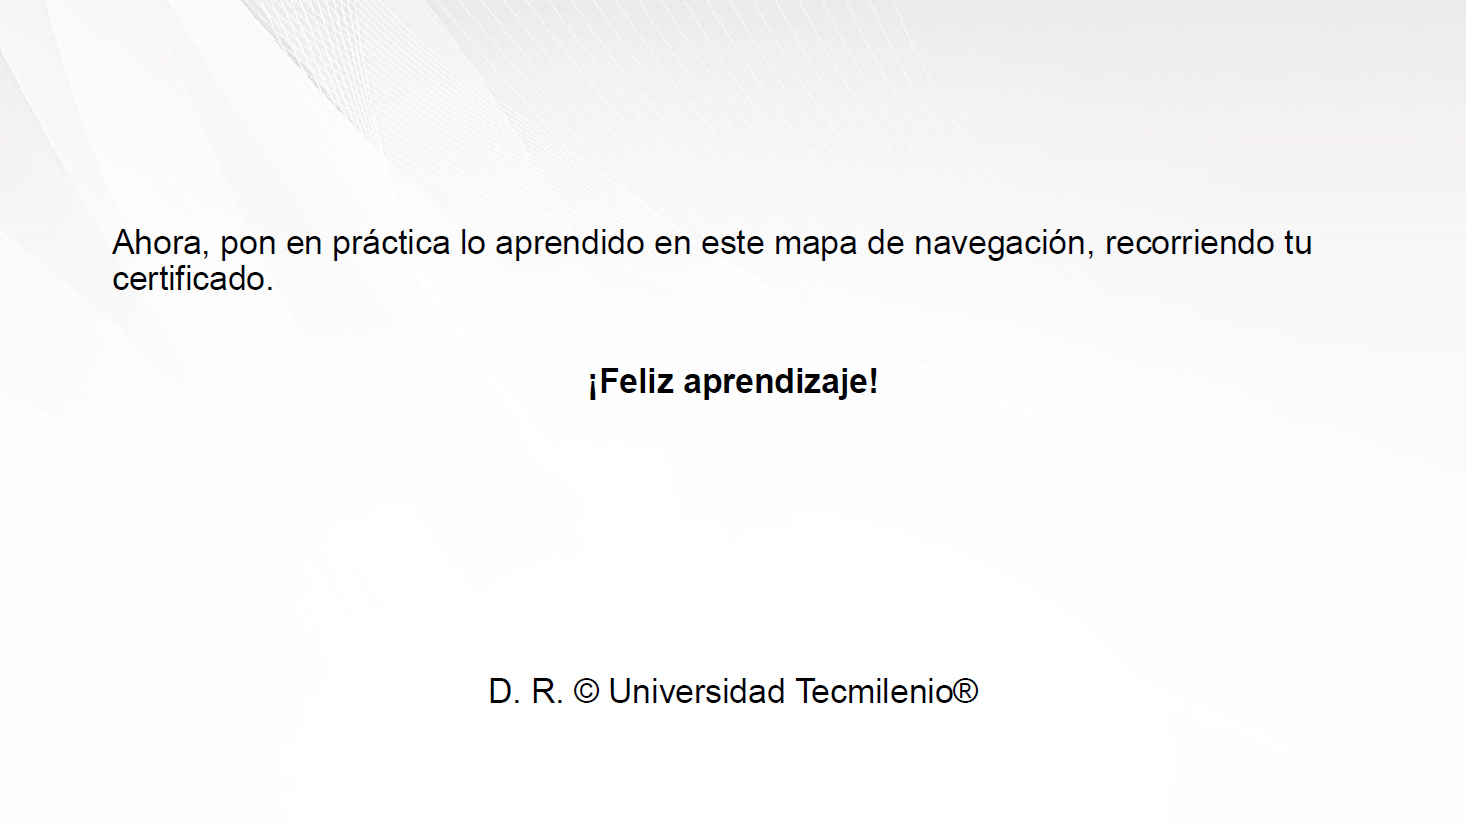 Ahora, pon en práctica lo aprendido en este mapa de navegación, recorriendo tu
certificado.
¡Feliz aprendizaje!
D. R. © Universidad Tecmilenio®